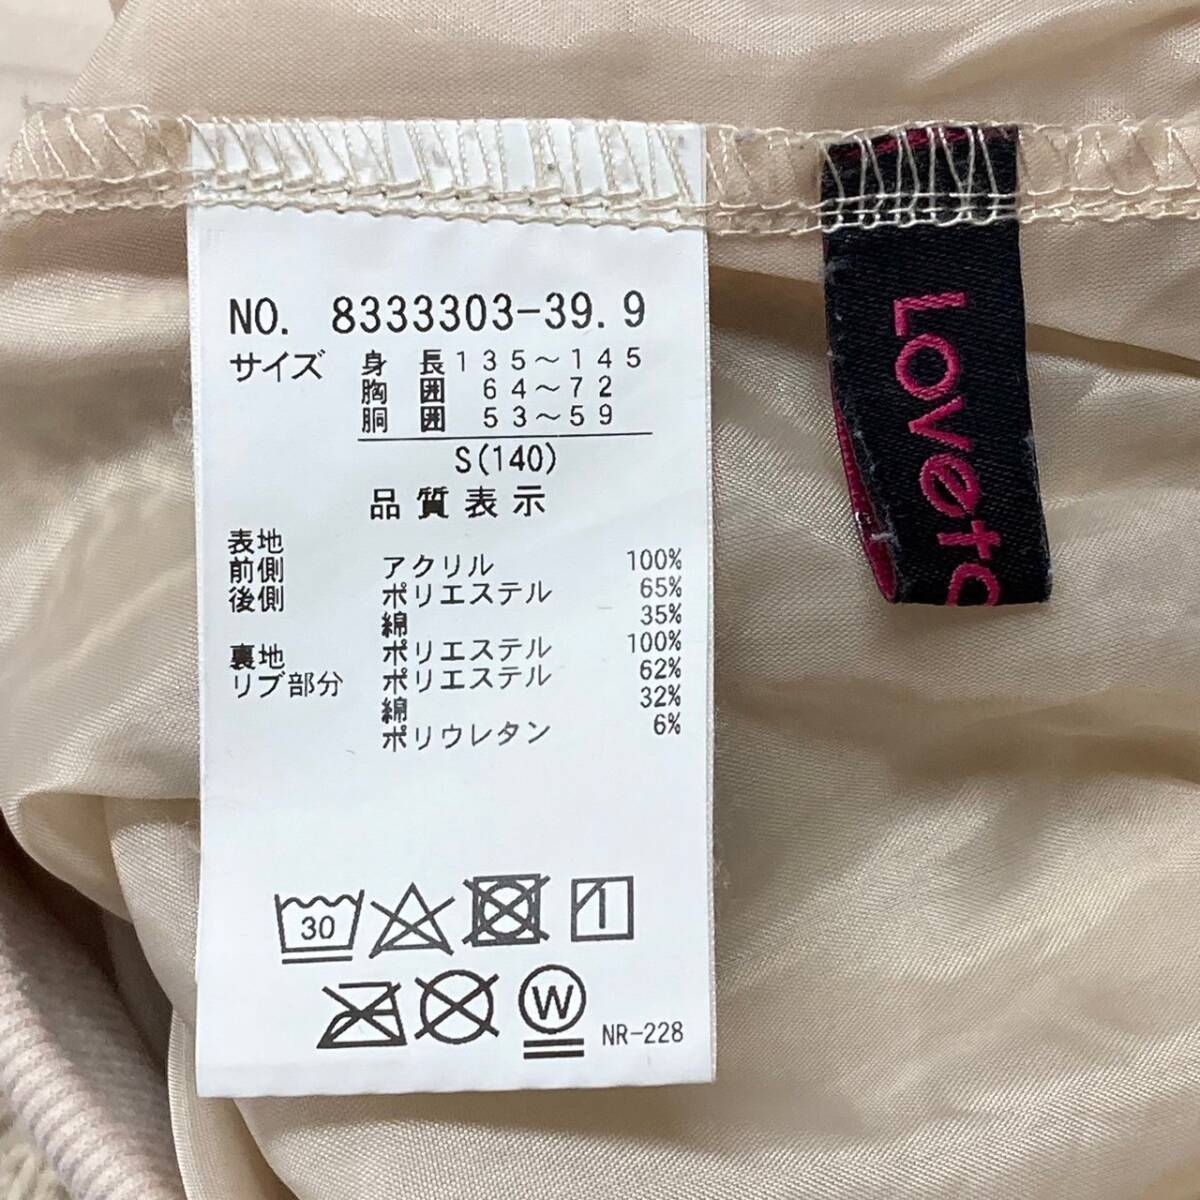 NO. 8333303-39.9
サイズ 身長 135～145
胸囲 64～72
胴囲 53～59
S(140)
品質表示
表地
前側 アクリル 100%
後側 ポリエステル 65%
綿 35%
裏地 ポリエステル 100%
リブ部分 ポリエステル 62%
綿 32%
ポリウレタン 6%
30
W
NR-228
Lovet